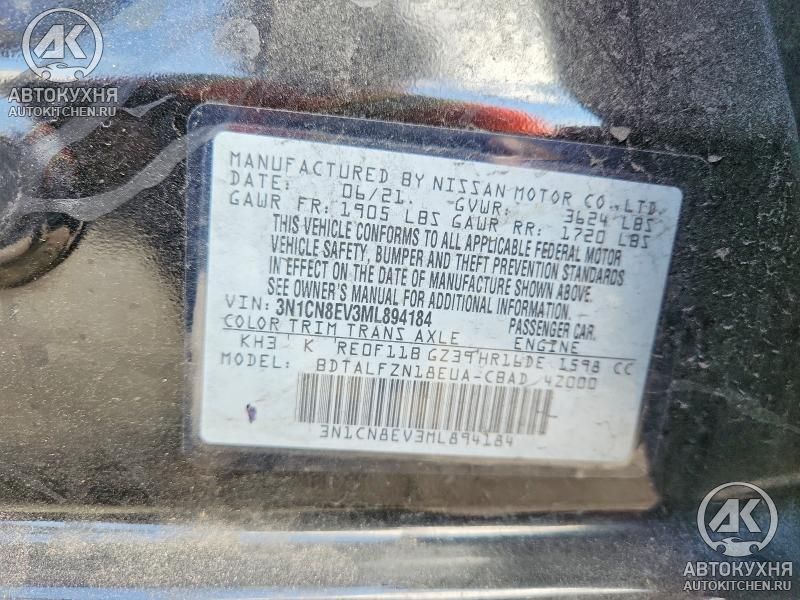 АК
АВТОКУХНЯ
AUTOKITCHEN.RU
MANUFACTURED BY NISSAN MOTOR CO., LTD.
DATE: 06/21. GVWR: 3624 LBS
GAWR FR: 1905 LBS GAWR RR: 1720 LBS
THIS VEHICLE CONFORMS TO ALL APPLICABLE FEDERAL MOTOR
VEHICLE SAFETY, BUMPER AND THEFT PREVENTION STANDARDS
IN EFFECT ON THE DATE OF MANUFACTURE SHOWN ABOVE.
SEE OWNER'S MANUAL FOR ADDITIONAL INFORMATION.
VIN: 3N1CN8EV3ML894184 PASSENGER CAR.
COLOR TRIM TRANS AXLE ENGINE
KH3 K RE0F11B GZ39 HR16DE 1598 CC
MODEL: BDTALFZN18EUA-CBAD 42000
3N1CN8EV3ML894184
АК
АВТОКУХНЯ
AUTOKITCHEN.RU